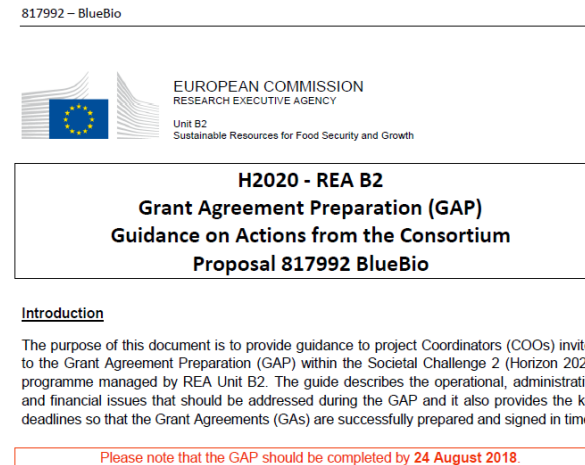 817992 – BlueBio
EUROPEAN COMMISSION
RESEARCH EXECUTIVE AGENCY
Unit B2
Sustainable Resources for Food Security and Growth
H2020 - REA B2
Grant Agreement Preparation (GAP)
Guidance on Actions from the Consortium
Proposal 817992 BlueBio
Introduction
The purpose of this document is to provide guidance to project Coordinators (COOs) invite
to the Grant Agreement Preparation (GAP) within the Societal Challenge 2 (Horizon 202
programme managed by REA Unit B2. The guide describes the operational, administrati
and financial issues that should be addressed during the GAP and it also provides the k
deadlines so that the Grant Agreements (GAs) are successfully prepared and signed in time
Please note that the GAP should be completed by 24 August 2018.